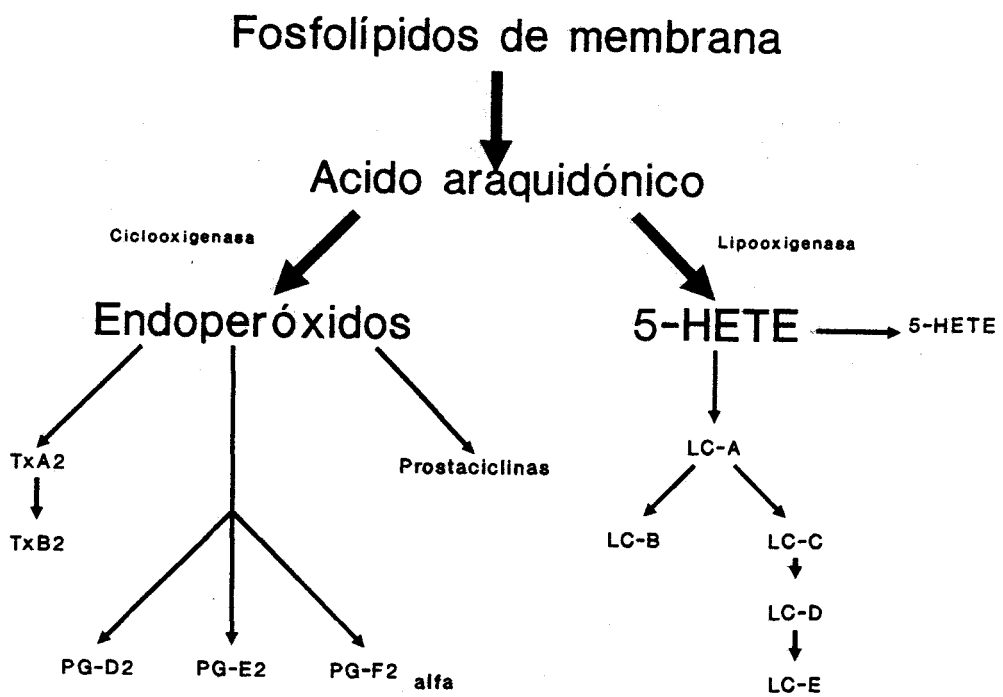 Fosfolípidos de membrana
Acido araquidónico
Ciclooxigenasa
Lipooxigenasa
Endoperóxidos
5-HETE
5-HETE
TxA2
Prostaciclinas
LC-A
TxB2
LC-B
LC-C
LC-D
PG-D2
PG-E2
PG-F2 alfa
LC-E